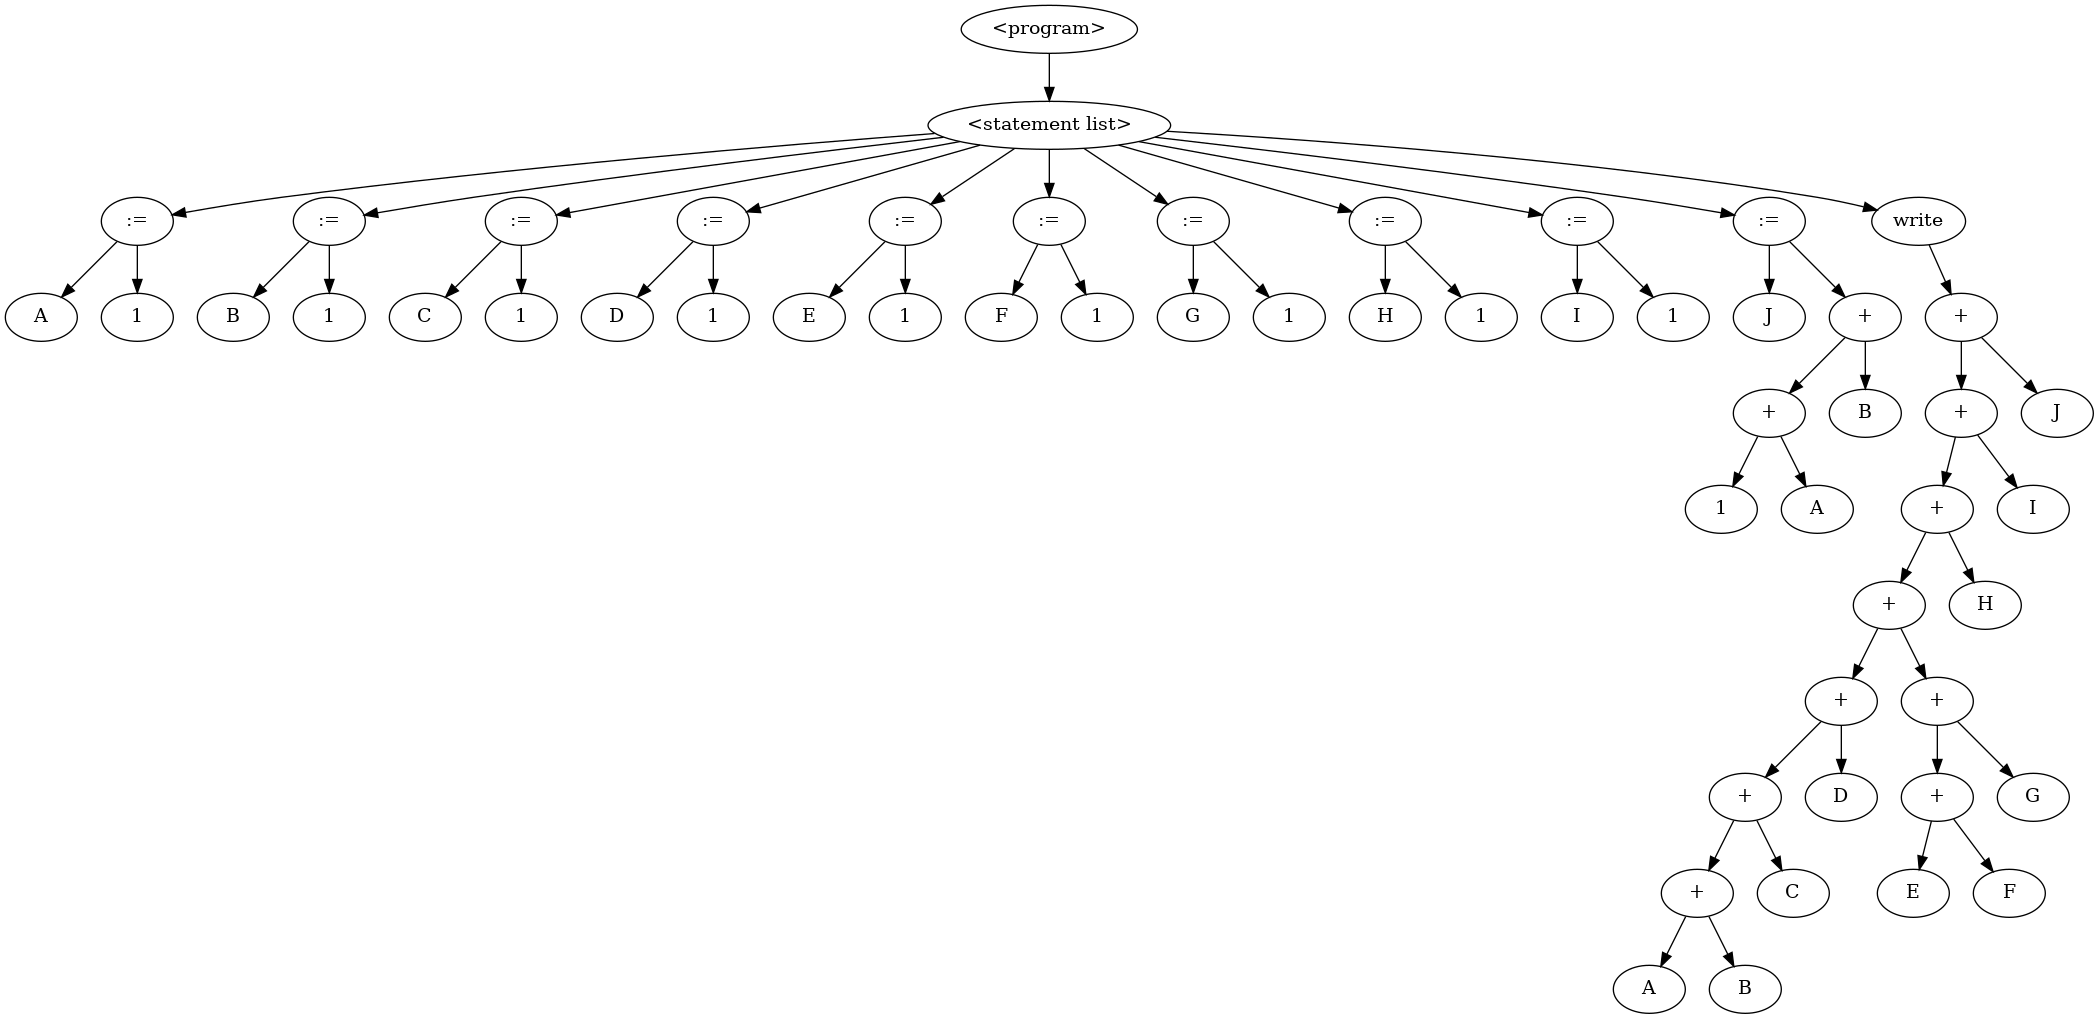 <program>
<statement list>
:= := := := := := := := := := write
A 1 B 1 C 1 D 1 E 1 F 1 G 1 H 1 I 1 J + +
+ B + J
1 A + I
+ H
+ +
+ D + G
+ C E F
A B